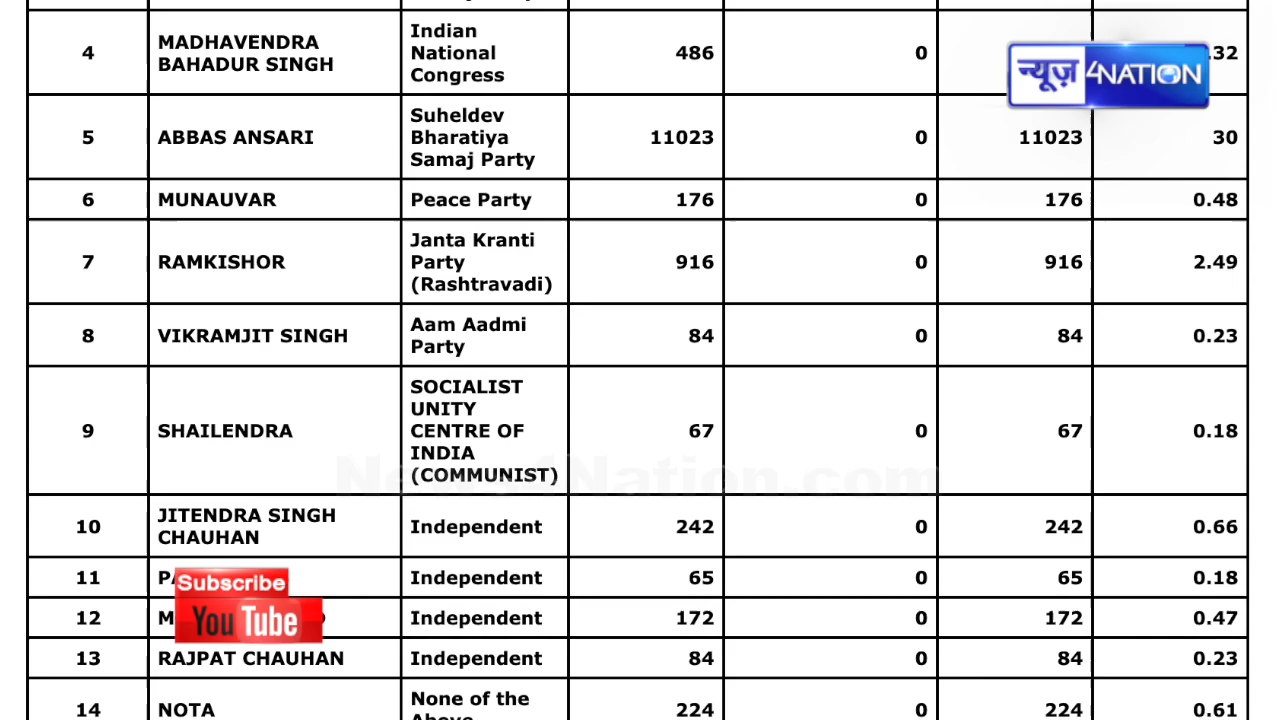 4 MADHAVENDRA BAHADUR SINGH Indian National Congress 486 0 .32
न्यूज़ 4NATION
5 ABBAS ANSARI Suheldev Bharatiya Samaj Party 11023 0 11023 30
6 MUNAUVAR Peace Party 176 0 176 0.48
7 RAMKISHOR Janta Kranti Party (Rashtravadi) 916 0 916 2.49
8 VIKRAMJIT SINGH Aam Aadmi Party 84 0 84 0.23
9 SHAILENDRA SOCIALIST UNITY CENTRE OF INDIA (COMMUNIST) 67 0 67 0.18
News4Nation.com
10 JITENDRA SINGH CHAUHAN Independent 242 0 242 0.66
11 Independent 65 0 65 0.18
Subscribe
12 Independent 172 0 172 0.47
YouTube
13 RAJPAT CHAUHAN Independent 84 0 84 0.23
14 NOTA None of the Above 224 0 224 0.61